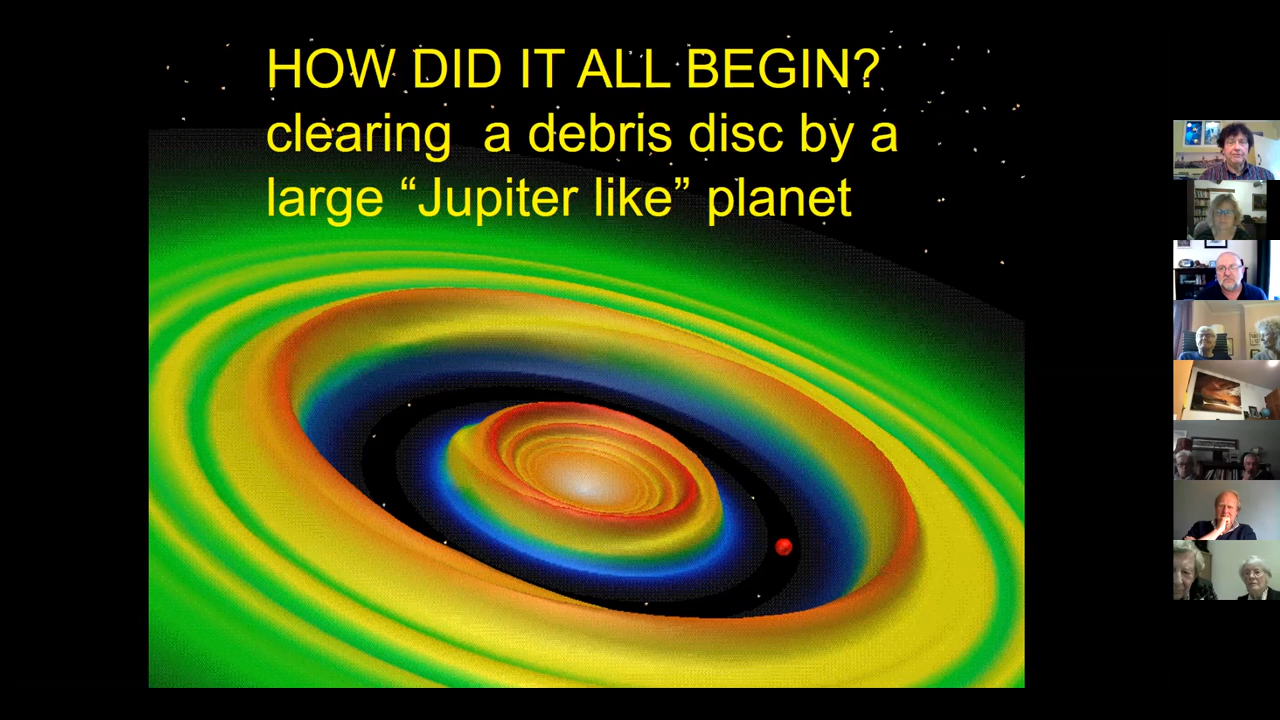 HOW DID IT ALL BEGIN?
clearing a debris disc by a
large “Jupiter like” planet